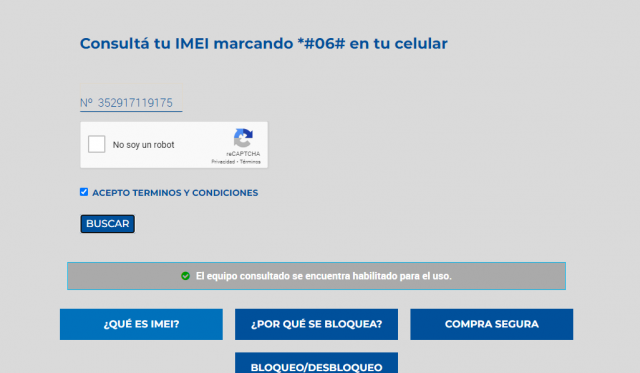 Consultá tu IMEI marcando *#06# en tu celular
Nº 352917119175
No soy un robot
reCAPTCHA
Privacidad - Términos
ACEPTO TERMINOS Y CONDICIONES
BUSCAR
El equipo consultado se encuentra habilitado para el uso.
¿QUÉ ES IMEI?
¿POR QUÉ SE BLOQUEA?
COMPRA SEGURA
BLOQUEO/DESBLOQUEO